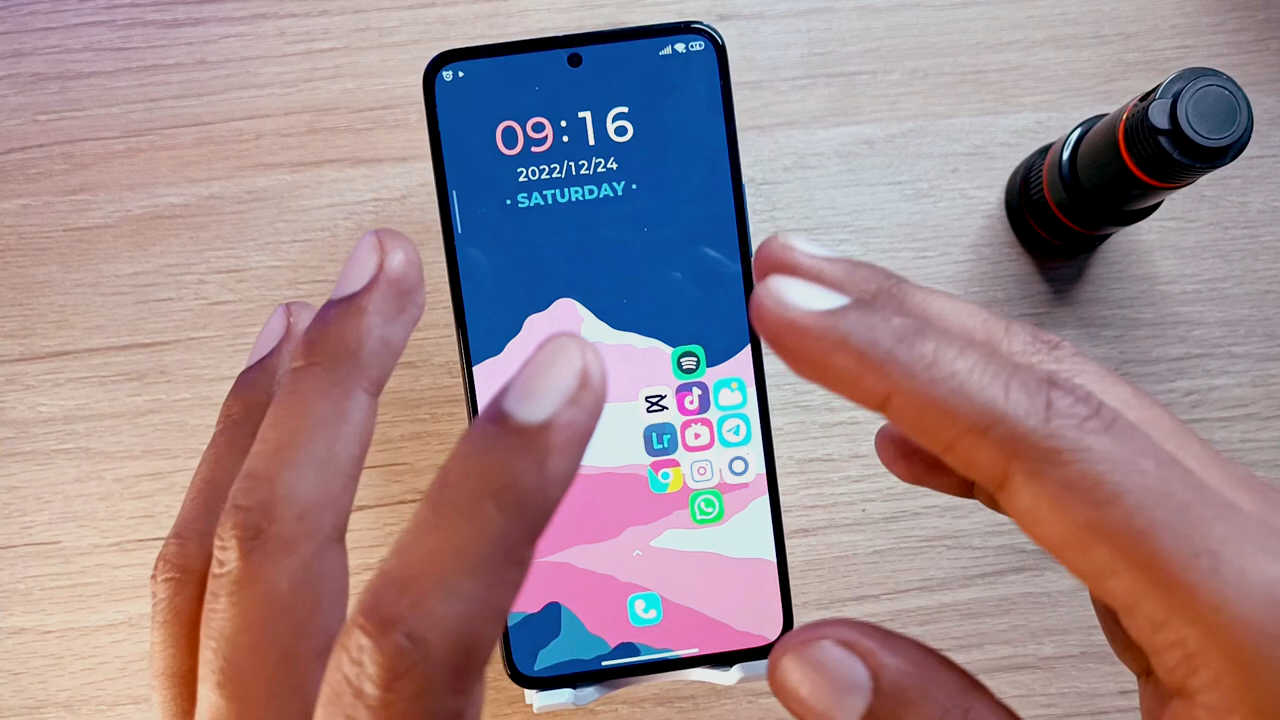 09:16
2022/12/24
• SATURDAY •
Lr